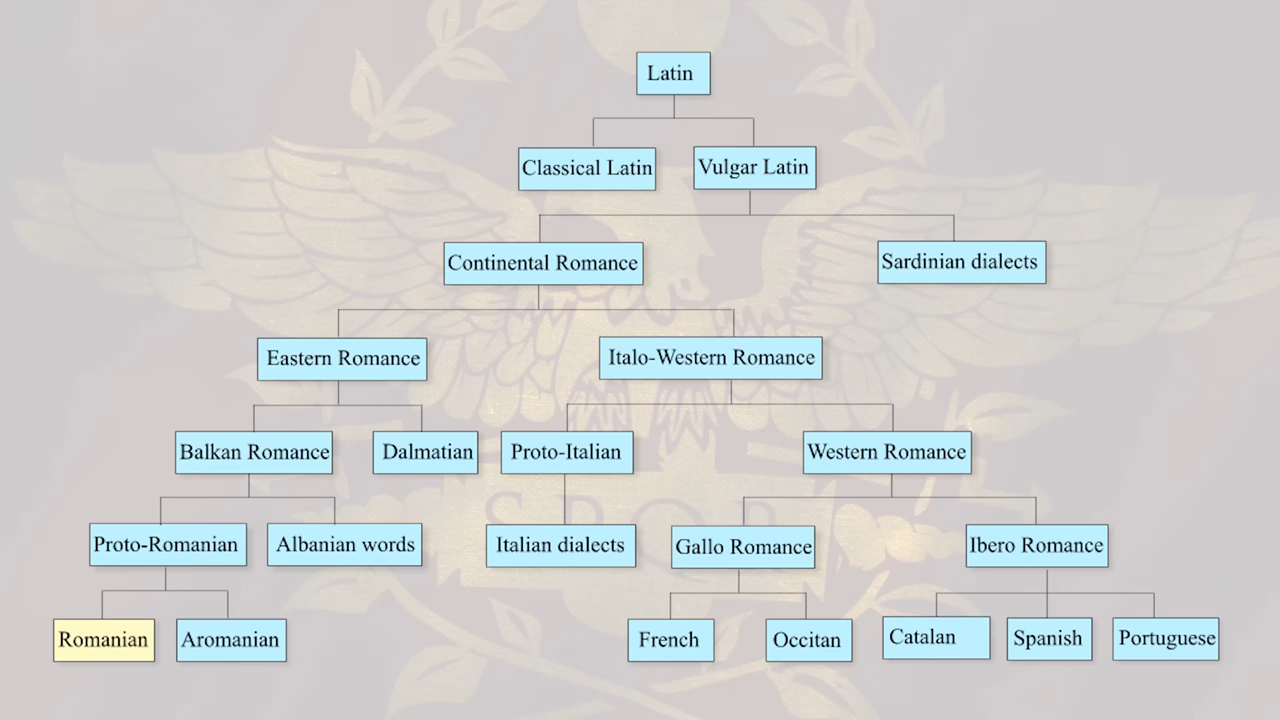 Latin
Classical Latin
Vulgar Latin
Continental Romance
Sardinian dialects
Eastern Romance
Italo-Western Romance
Balkan Romance
Dalmatian
Proto-Italian
Western Romance
SPQR
Proto-Romanian
Albanian words
Italian dialects
Gallo Romance
Ibero Romance
Romanian
Aromanian
French
Occitan
Catalan
Spanish
Portuguese